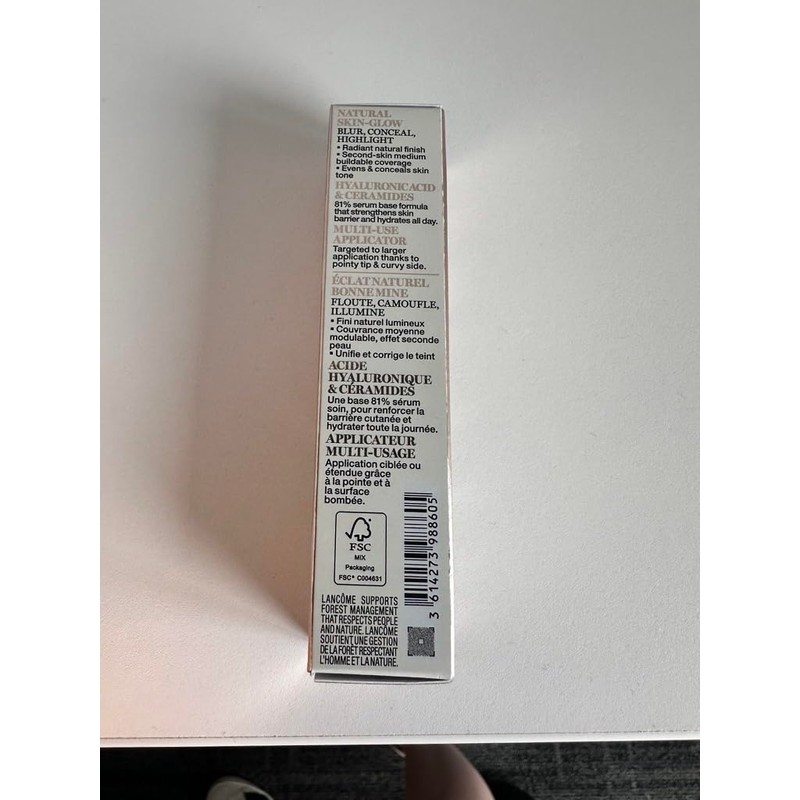 NATURAL
SKIN-GLOW
BLUR, CONCEAL,
HIGHLIGHT
▪ Radiant natural finish
▪ Second-skin medium
buildable coverage
▪ Evens & conceals skin
tone
HYALURONIC ACID
& CERAMIDES
81% serum base formula
that strengthens skin
barrier and hydrates all day.
MULTI-USE
APPLICATOR
Targeted to larger
application thanks to
pointy tip & curvy side.
ÉCLAT NATUREL
BONNE MINE
FLOUTE, CAMOUFLE,
ILLUMINE
▪ Fini naturel lumineux
▪ Couvrance moyenne
modulable, effet seconde
peau
▪ Unifie et corrige le teint
ACIDE
HYALURONIQUE
& CÉRAMIDES
Une base 81% sérum
soin, pour renforcer la
barrière cutanée et
hydrater toute la journée.
APPLICATEUR
MULTI-USAGE
Application ciblée ou
étendue grâce
à la pointe et à
la surface
bombée.
FSC
MIX
Packaging
FSC® C004631
3 614273 988605
LANCÔME SUPPORTS
FOREST MANAGEMENT
THAT RESPECTS PEOPLE
AND NATURE. LANCÔME
SOUTIENT UNE GESTION
DE LA FORÊT RESPECTANT
L'HOMME ET LA NATURE.